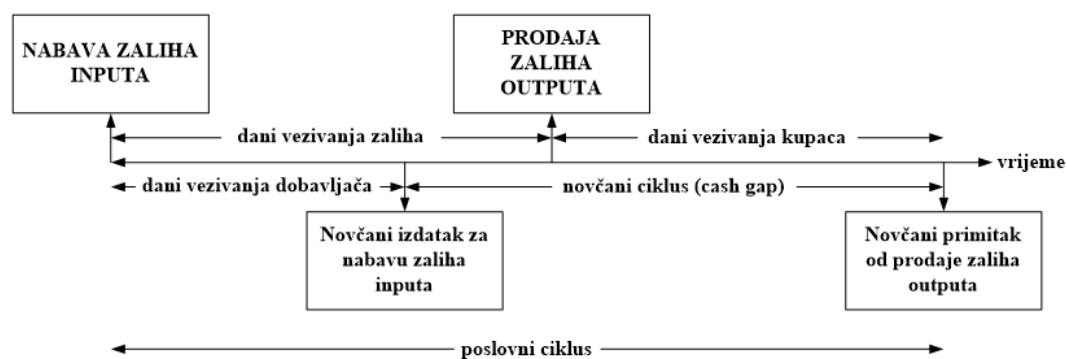 NABAVA ZALIHA
INPUTA
PRODAJA
ZALIHA
OUTPUTA
dani vezivanja zaliha
dani vezivanja kupaca
vrijeme
dani vezivanja dobavljača
novčani ciklus (cash gap)
Novčani izdatak za
nabavu zaliha
inputa
Novčani primitak
od prodaje zaliha
outputa
poslovni ciklus